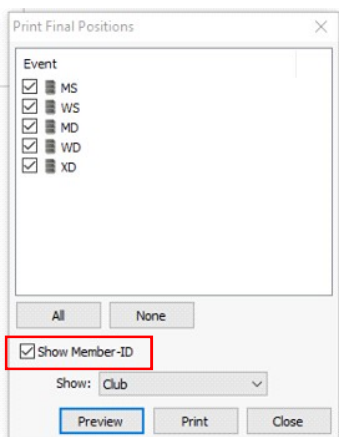 Print Final Positions
Event
MS
WS
MD
WD
XD
All None
Show Member-ID
Show: Club
Preview Print Close